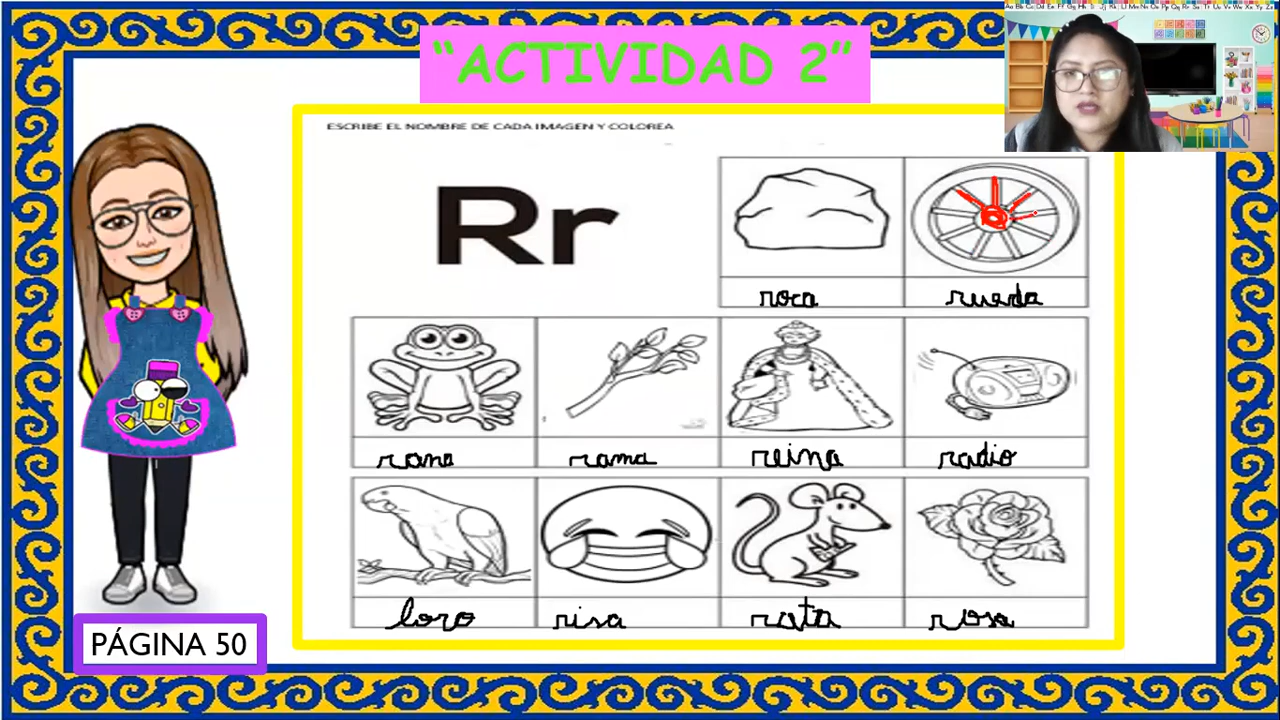 "ACTIVIDAD 2"
ESCRIBE EL NOMBRE DE CADA IMAGEN Y COLOREA
Rr
roca rueda
rana rama reina radio
loro risa rata rosa
PÁGINA 50